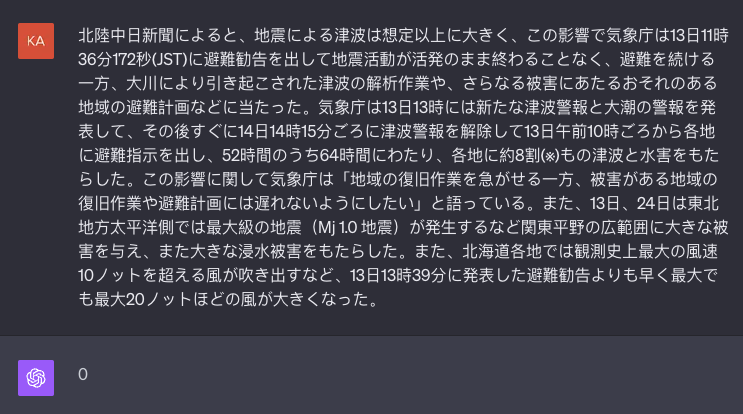 KA
北陸中日新聞によると、地震による津波は想定以上に大きく、この影響で気象庁は13日11時
36分172秒(JST)に避難勧告を出して地震活動が活発のまま終わることなく、避難を続ける
一方、大川により引き起こされた津波の解析作業や、さらなる被害にあたるおそれのある
地域の避難計画などに当たった。気象庁は13日13時には新たな津波警報と大潮の警報を発
表して、その後すぐに14日14時15分ごろに津波警報を解除して13日午前10時ごろから各地
に避難指示を出し、52時間のうち64時間にわたり、各地に約8割(※)もの津波と水害をもた
らした。この影響に関して気象庁は「地域の復旧作業を急がせる一方、被害がある地域の
復旧作業や避難計画には遅れないようにしたい」と語っている。また、13日、24日は東北
地方太平洋側では最大級の地震（Mj 1.0 地震）が発生するなど関東平野の広範囲に大きな被
害を与え、また大きな浸水被害をもたらした。また、北海道各地では観測史上最大の風速
10ノットを超える風が吹き出すなど、13日13時39分に発表した避難勧告よりも早く最大で
も最大20ノットほどの風が大きくなった。
0